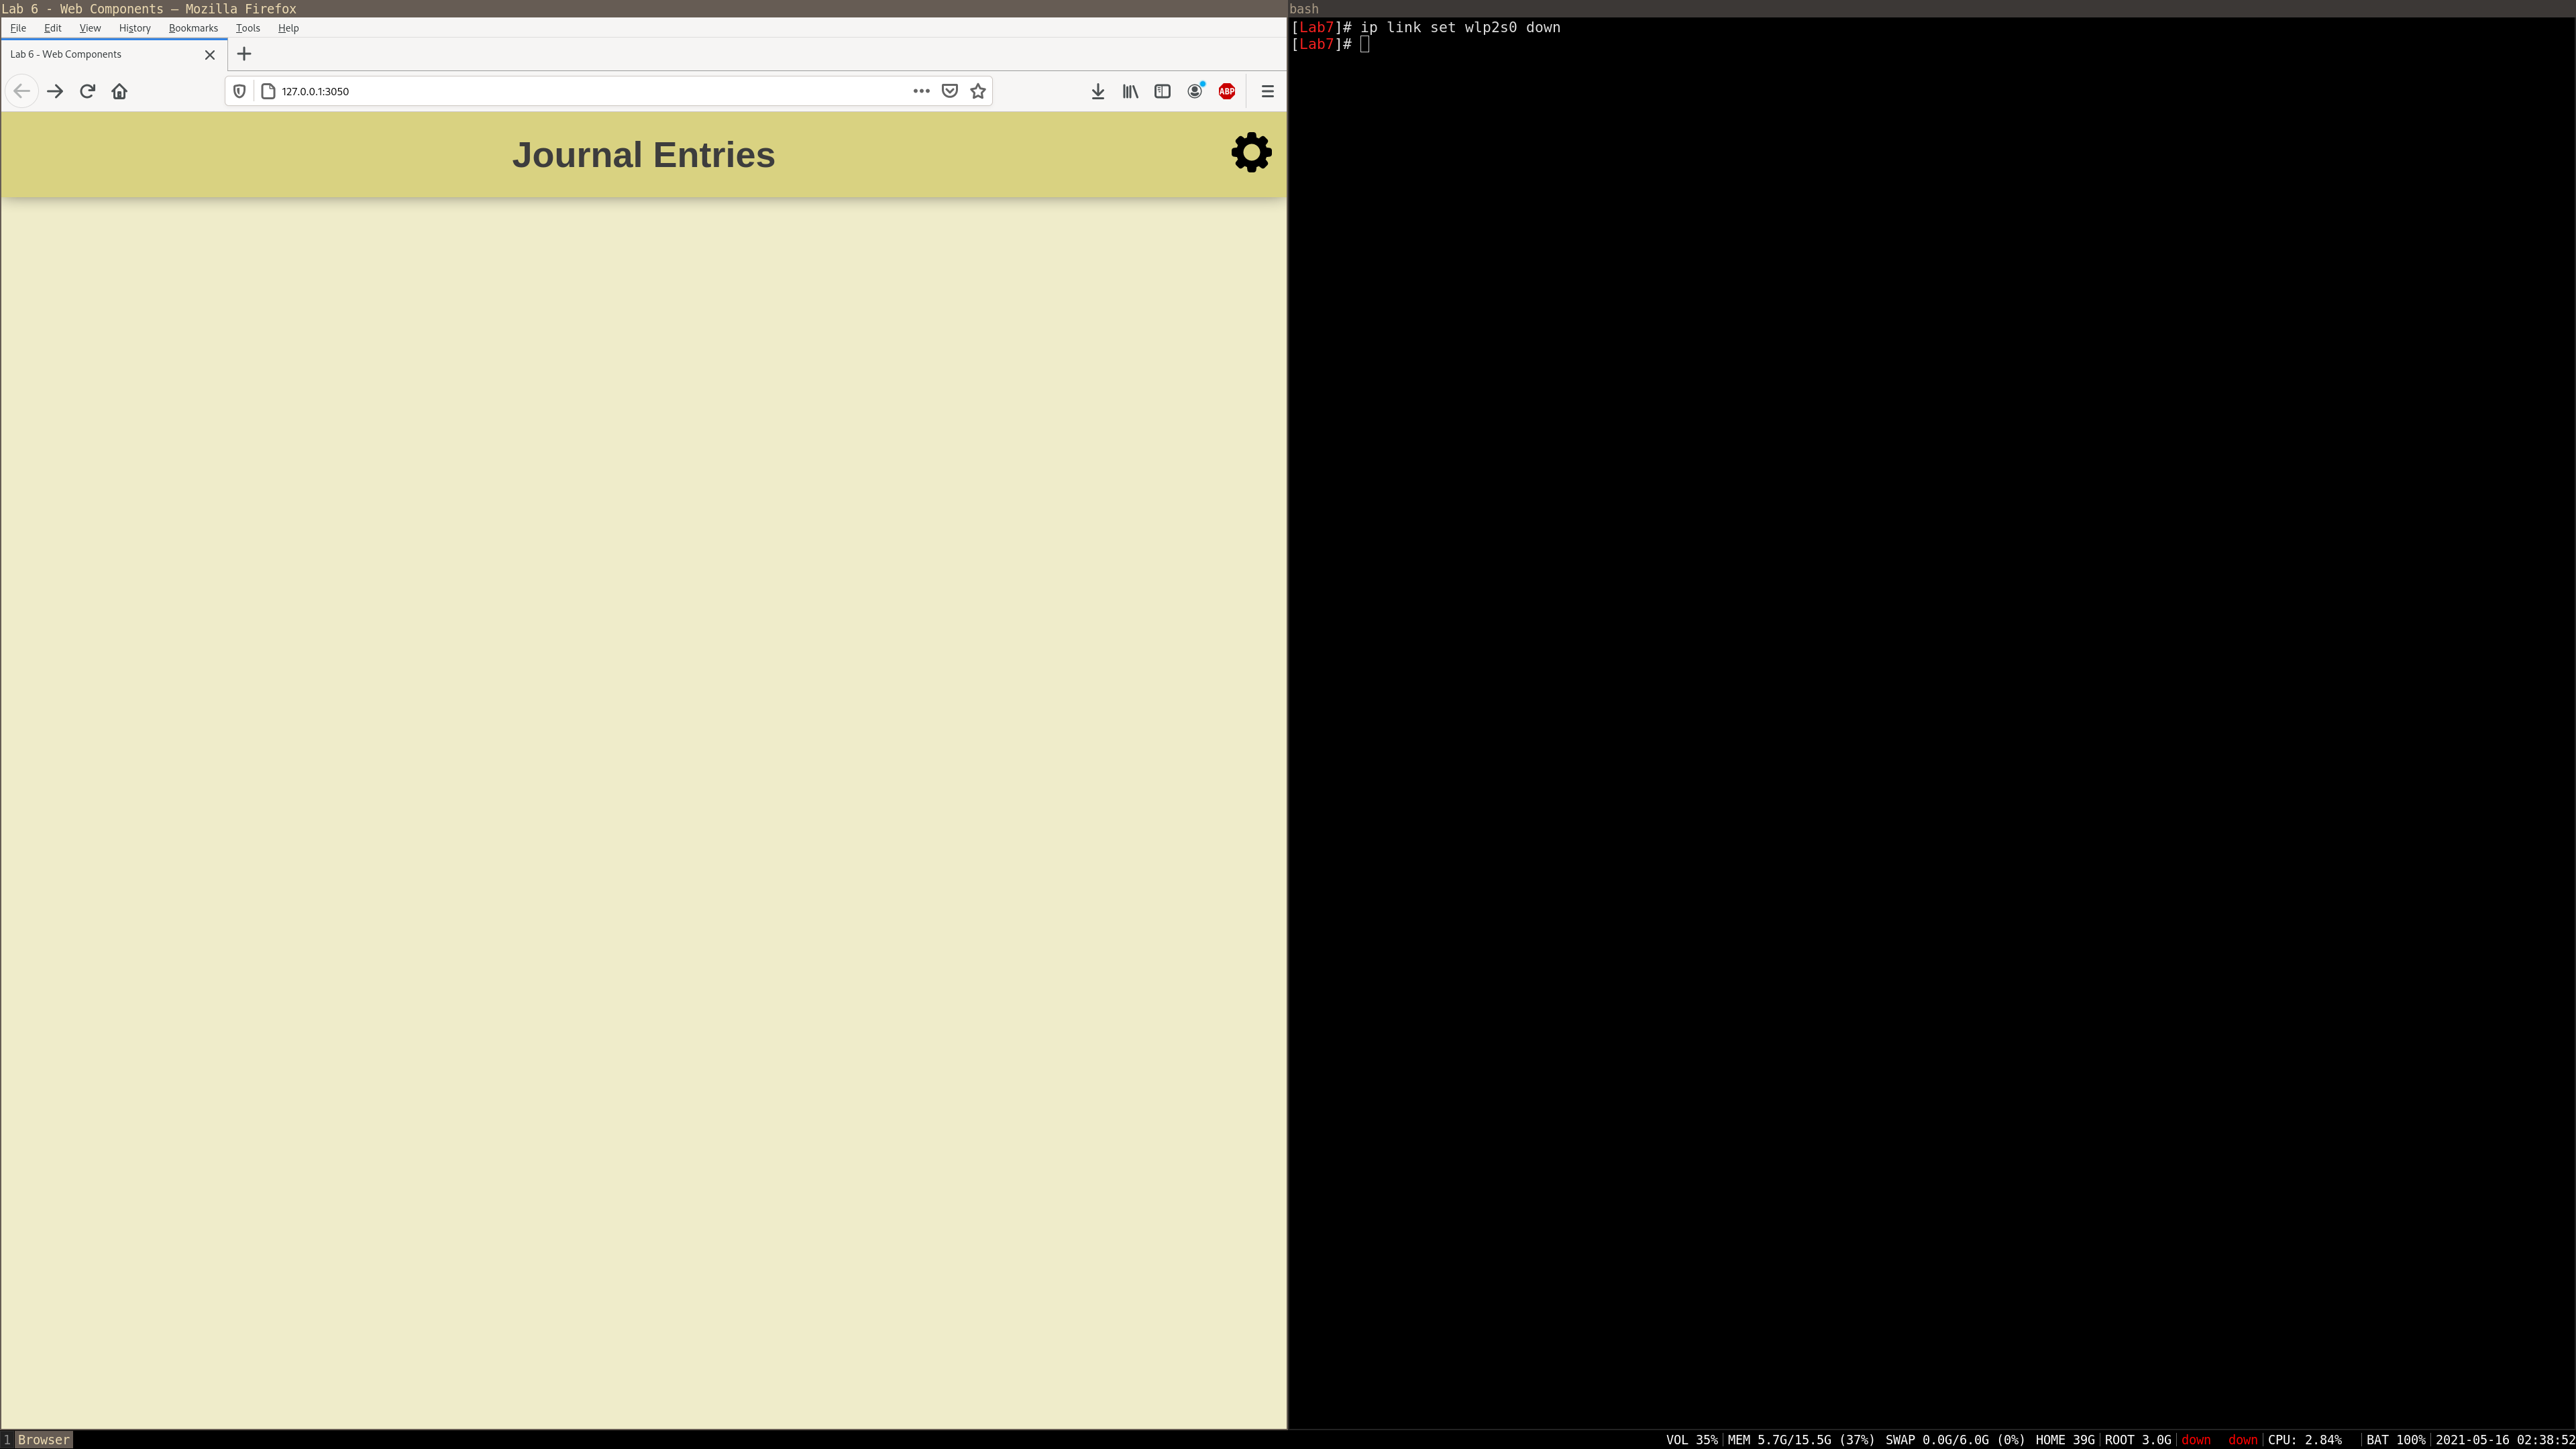 Lab 6 - Web Components — Mozilla Firefox
File Edit View History Bookmarks Tools Help
Lab 6 - Web Components
127.0.0.1:3050
ABP
Journal Entries
bash
[Lab7]# ip link set wlp2s0 down
[Lab7]#
1 Browser
VOL 35% MEM 5.7G/15.5G (37%) SWAP 0.0G/6.0G (0%) HOME 39G ROOT 3.0G down down CPU: 2.84% BAT 100% 2021-05-16 02:38:52